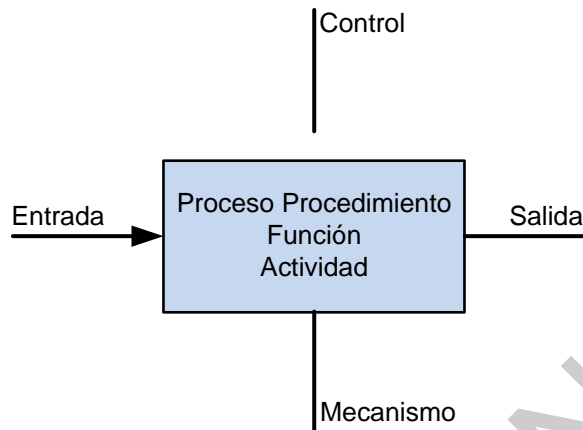 Control
Entrada
Proceso Procedimiento
Función
Actividad
Salida
Mecanismo